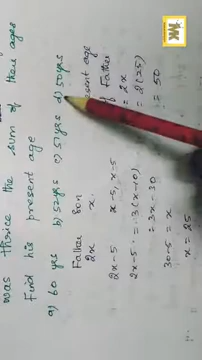 was thrice the sum of their ages
Find his present age
a) 60 yrs b) 52 yrs c) 51 yrs d) 50 yrs
Father Son
2x x.
2x-5 x-5, x-5
2x-5 = 3(x-10)
= 3x-30
30-5 = x
x = 25
present age
Father
= 2x
= 2(25)
= 50